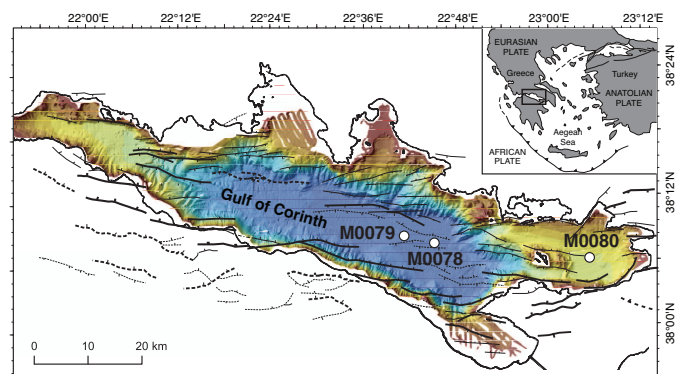 22°00'E 22°12'E 22°24'E 22°36'E 22°48'E 23°00'E 23°12'E
EURASIAN
PLATE
Greece
Turkey
ANATOLIAN
PLATE
Aegean
Sea
AFRICAN
PLATE
38°24'N
38°12'N
38°00'N
Gulf of Corinth
M0079
M0078
M0080
0 10 20 km